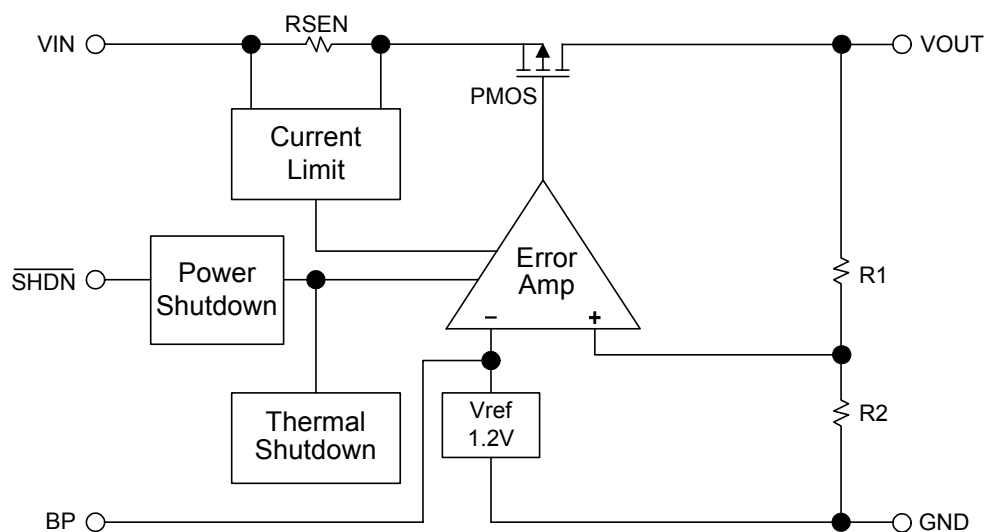 RSEN
VIN
VOUT
PMOS
Current
Limit
Error
Amp
− +
SHDN
Power
Shutdown
R1
Vref
1.2V
R2
Thermal
Shutdown
BP
GND